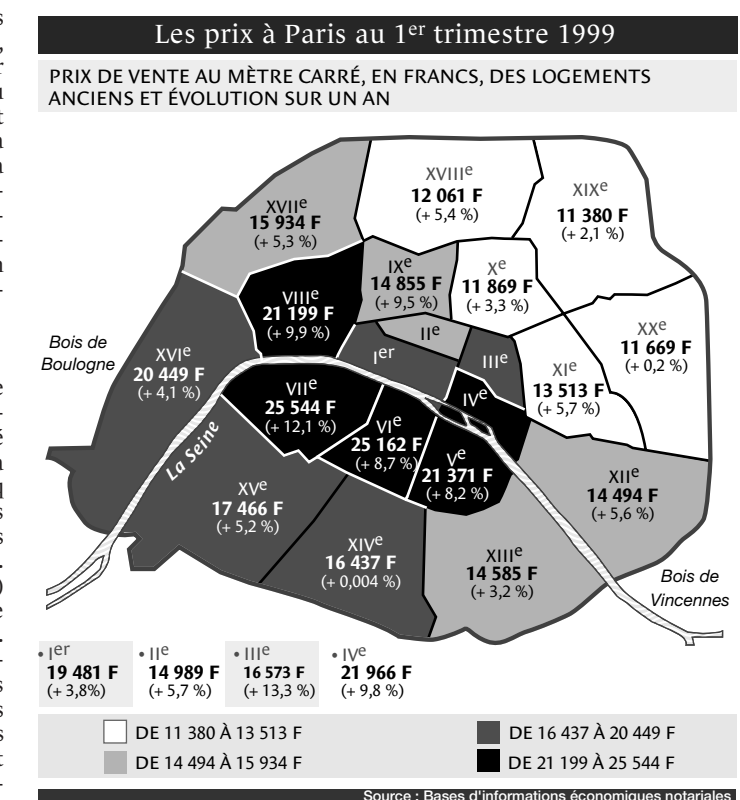 Les prix à Paris au 1er trimestre 1999
PRIX DE VENTE AU MÈTRE CARRÉ, EN FRANCS, DES LOGEMENTS
ANCIENS ET ÉVOLUTION SUR UN AN
XVIIIe
12 061 F
(+ 5,4 %)
XIXe
11 380 F
(+ 2,1 %)
XVIIe
15 934 F
(+ 5,3 %)
IXe
14 855 F
(+ 9,5 %)
Xe
11 869 F
(+ 3,3 %)
VIIIe
21 199 F
(+ 9,9 %)
IIe
Ier
IIIe
XXe
11 669 F
(+ 0,2 %)
Bois de
Boulogne
XVIe
20 449 F
(+ 4,1 %)
XIe
13 513 F
(+ 5,7 %)
VIIe
25 544 F
(+ 12,1 %)
IVe
VIe
25 162 F
(+ 8,7%)
Ve
21 371 F
(+ 8,2 %)
La Seine
XVe
17 466 F
(+ 5,2 %)
XIIe
14 494 F
(+ 5,6 %)
XIVe
16 437 F
(+ 0,004 %)
XIIIe
14 585 F
(+ 3,2 %)
Bois de
Vincennes
• Ier
19 481 F
(+ 3,8%)
• IIe
14 989 F
(+ 5,7 %)
• IIIe
16 573 F
(+ 13,3 %)
• IVe
21 966 F
(+ 9,8 %)
DE 11 380 À 13 513 F
DE 16 437 À 20 449 F
DE 14 494 À 15 934 F
DE 21 199 À 25 544 F
Source : Bases d'informations économiques notariales